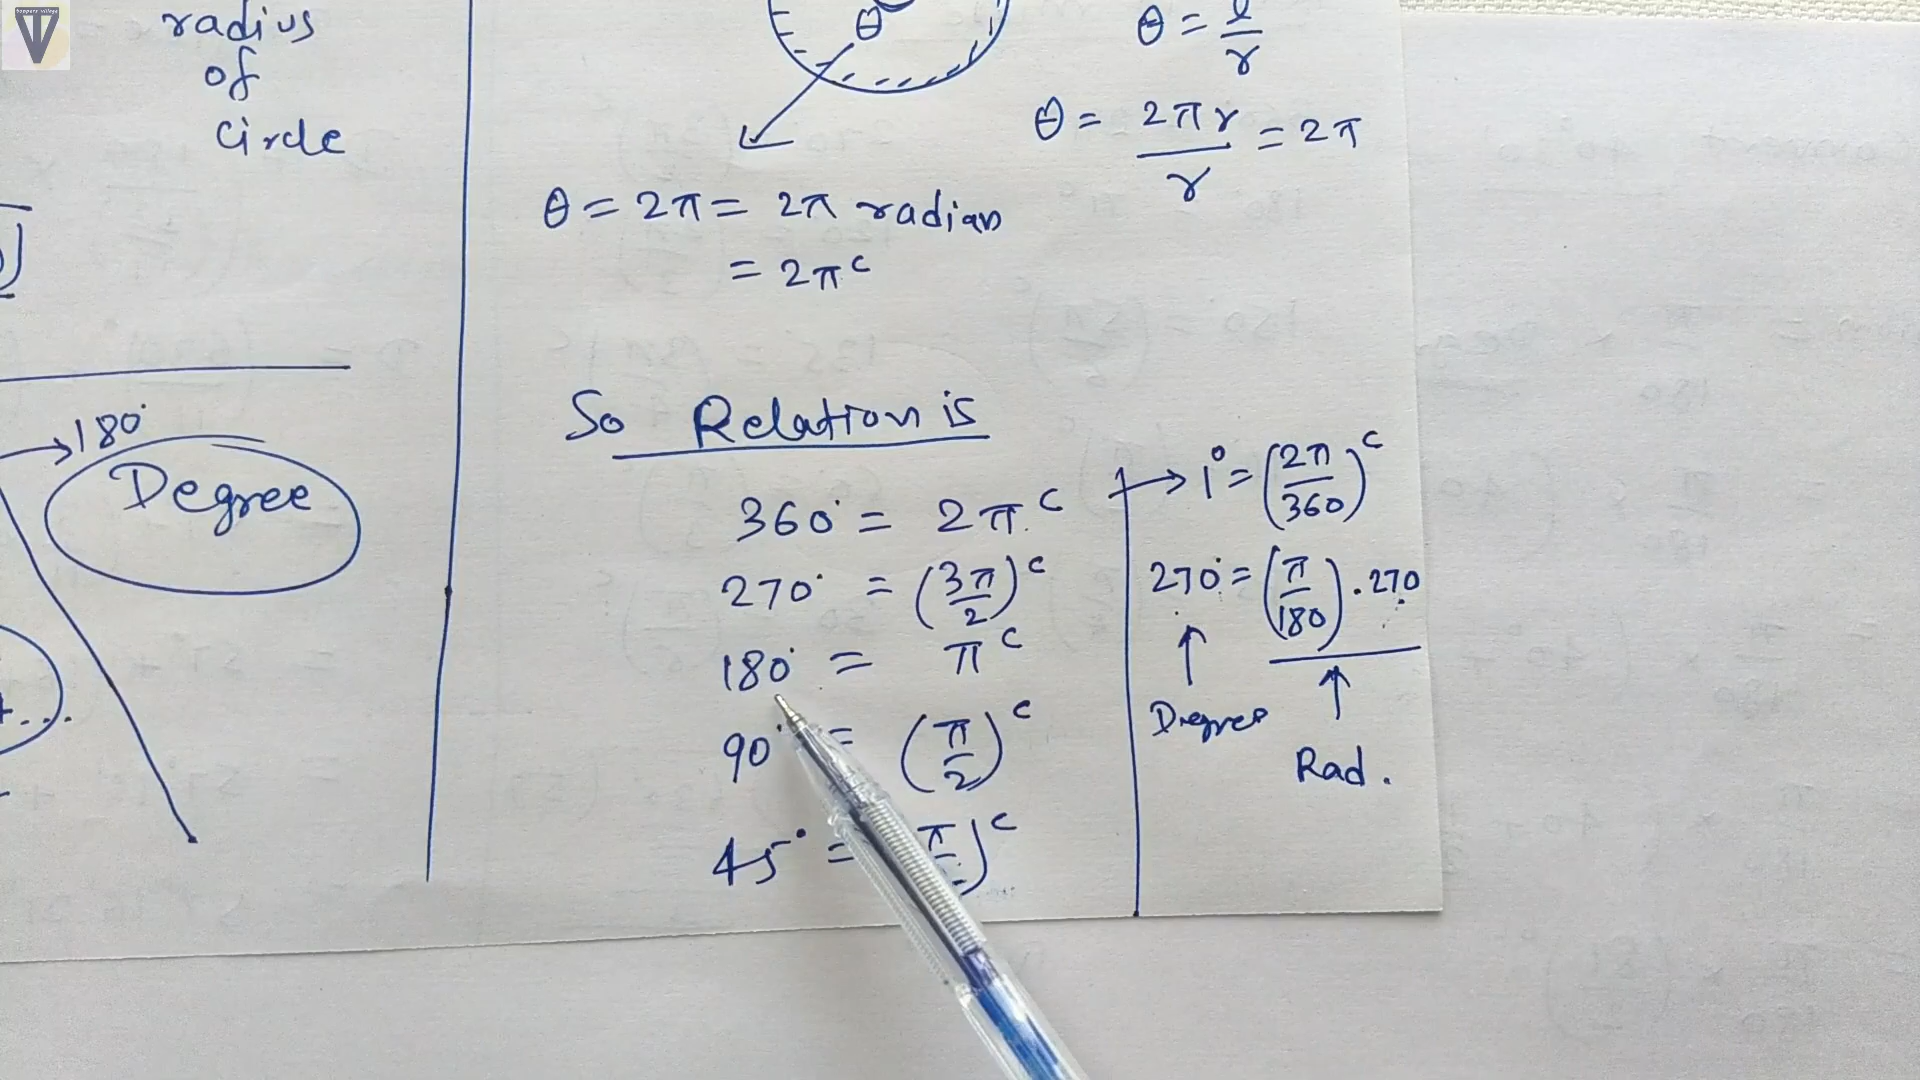 radius
of
Circle
180°
Degree
θ
θ = l/r
θ = 2πr/r = 2π
θ = 2π = 2π radian
= 2π^c
So Relation is
360° = 2π^c
270° = (3π/2)^c
180° = π^c
90° = (π/2)^c
45° = π )^c
→ 1° = (2π/360)^c
270° = (π/180) . 270
Degree
Rad.